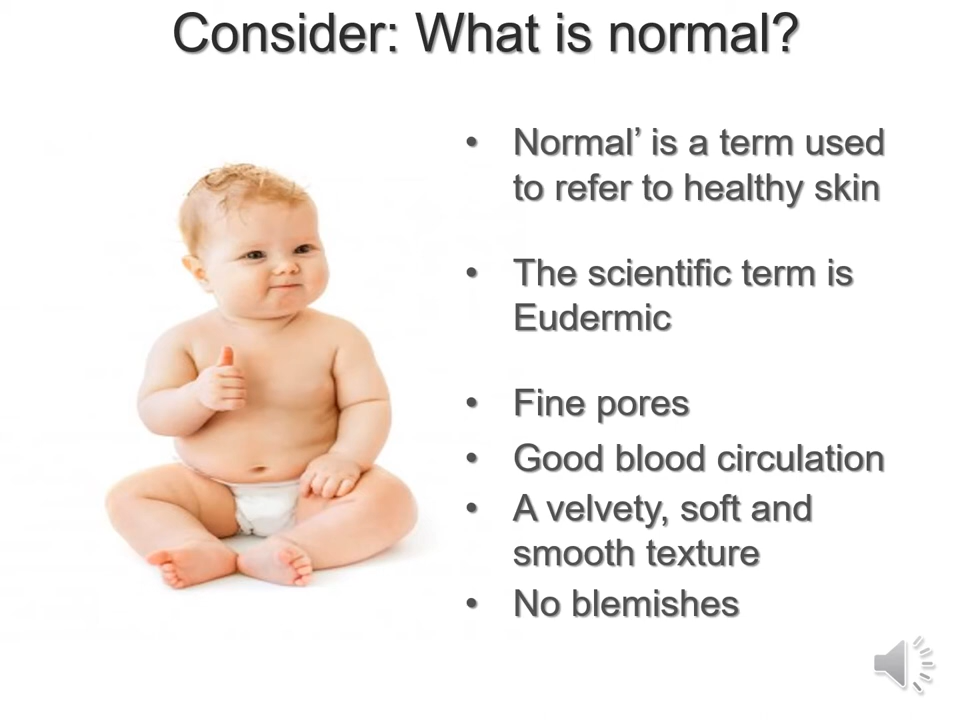 Consider: What is normal?
• Normal’ is a term used
to refer to healthy skin
• The scientific term is
Eudermic
• Fine pores
• Good blood circulation
• A velvety, soft and
smooth texture
• No blemishes